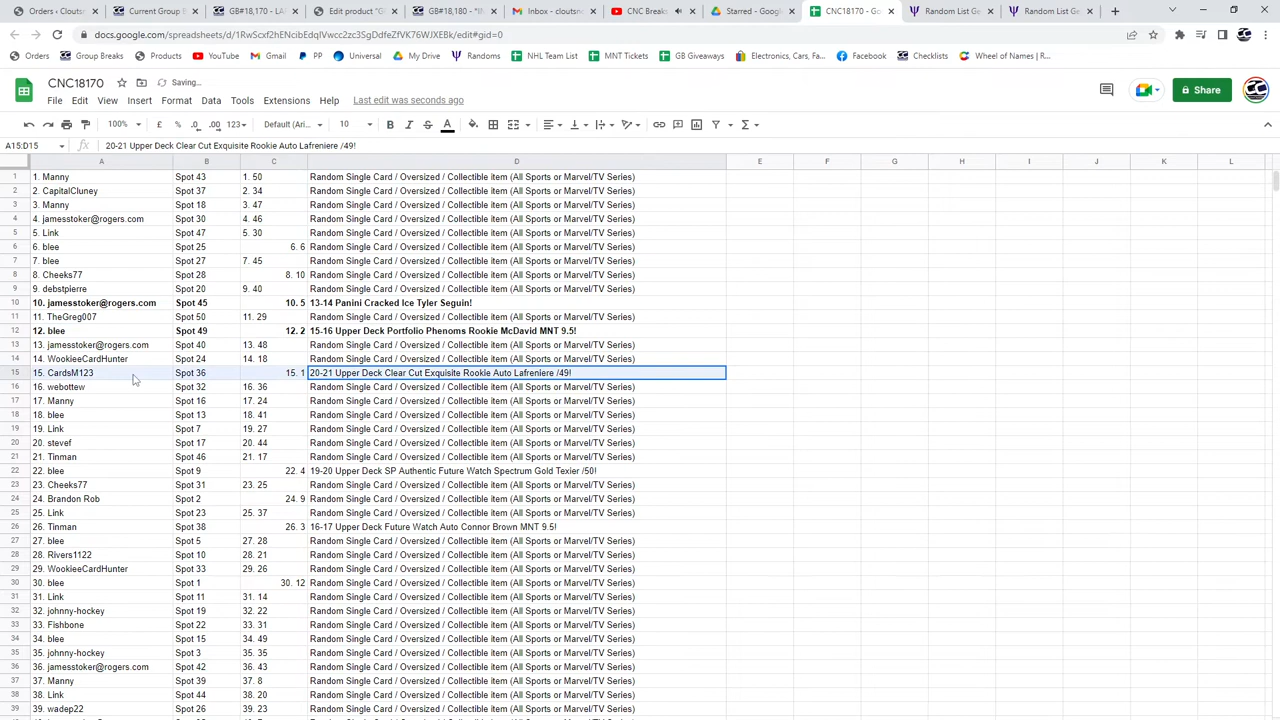 Orders ‹ Clouts
Current Group B
GB#18,170 - LA
Edit product "G
GB#18,180 - "IN
Inbox - cloutsno
CNC Break
Starred - Google
CNC18170 - Go
Random List Ge
Random List Ge
docs.google.com/spreadsheets/d/1RwScxf2hENcibEdqIVwcc2zc3SgDdfeZfVK76WJXEBk/edit#gid=0
Orders
Group Breaks
Products
YouTube
Gmail
PP
Universal
My Drive
Randoms
NHL Team List
MNT Tickets
GB Giveaways
Electronics, Cars, Fa...
Facebook
Checklists
Wheel of Names | R...
CNC18170
Saving...
File Edit View Insert Format Data Tools Extensions Help Last edit was seconds ago
Share
100% £ % .0 .00 123 Default (Ari... 10 B I S A
A15:D15 fx 20-21 Upper Deck Clear Cut Exquisite Rookie Auto Lafreniere /49!
A B C D E F G H I J K L
1 1. Manny Spot 43 1. 50 Random Single Card / Oversized / Collectible item (All Sports or Marvel/TV Series)
2 2. CapitalCluney Spot 37 2. 34 Random Single Card / Oversized / Collectible item (All Sports or Marvel/TV Series)
3 3. Manny Spot 18 3. 47 Random Single Card / Oversized / Collectible item (All Sports or Marvel/TV Series)
4 4. jamesstoker@rogers.com Spot 30 4. 46 Random Single Card / Oversized / Collectible item (All Sports or Marvel/TV Series)
5 5. Link Spot 47 5. 30 Random Single Card / Oversized / Collectible item (All Sports or Marvel/TV Series)
6 6. blee Spot 25 6. 6 Random Single Card / Oversized / Collectible item (All Sports or Marvel/TV Series)
7 7. blee Spot 27 7. 45 Random Single Card / Oversized / Collectible item (All Sports or Marvel/TV Series)
8 8. Cheeks77 Spot 28 8. 10 Random Single Card / Oversized / Collectible item (All Sports or Marvel/TV Series)
9 9. debstpierre Spot 20 9. 40 Random Single Card / Oversized / Collectible item (All Sports or Marvel/TV Series)
10 10. jamesstoker@rogers.com Spot 45 10. 5 13-14 Panini Cracked Ice Tyler Seguin!
11 11. TheGreg007 Spot 50 11. 29 Random Single Card / Oversized / Collectible item (All Sports or Marvel/TV Series)
12 12. blee Spot 49 12. 2 15-16 Upper Deck Portfolio Phenoms Rookie McDavid MNT 9.5!
13 13. jamesstoker@rogers.com Spot 40 13. 48 Random Single Card / Oversized / Collectible item (All Sports or Marvel/TV Series)
14 14. WookieeCardHunter Spot 24 14. 18 Random Single Card / Oversized / Collectible item (All Sports or Marvel/TV Series)
15 15. CardsM123 Spot 36 15. 1 20-21 Upper Deck Clear Cut Exquisite Rookie Auto Lafreniere /49!
16 16. webottew Spot 32 16. 36 Random Single Card / Oversized / Collectible item (All Sports or Marvel/TV Series)
17 17. Manny Spot 16 17. 24 Random Single Card / Oversized / Collectible item (All Sports or Marvel/TV Series)
18 18. blee Spot 13 18. 41 Random Single Card / Oversized / Collectible item (All Sports or Marvel/TV Series)
19 19. Link Spot 7 19. 27 Random Single Card / Oversized / Collectible item (All Sports or Marvel/TV Series)
20 20. stevef Spot 17 20. 44 Random Single Card / Oversized / Collectible item (All Sports or Marvel/TV Series)
21 21. Tinman Spot 46 21. 17 Random Single Card / Oversized / Collectible item (All Sports or Marvel/TV Series)
22 22. blee Spot 9 22. 4 19-20 Upper Deck SP Authentic Future Watch Spectrum Gold Texier /50!
23 23. Cheeks77 Spot 31 23. 25 Random Single Card / Oversized / Collectible item (All Sports or Marvel/TV Series)
24 24. Brandon Rob Spot 2 24. 9 Random Single Card / Oversized / Collectible item (All Sports or Marvel/TV Series)
25 25. Link Spot 23 25. 37 Random Single Card / Oversized / Collectible item (All Sports or Marvel/TV Series)
26 26. Tinman Spot 38 26. 3 16-17 Upper Deck Future Watch Auto Connor Brown MNT 9.5!
27 27. blee Spot 5 27. 28 Random Single Card / Oversized / Collectible item (All Sports or Marvel/TV Series)
28 28. Rivers1122 Spot 10 28. 21 Random Single Card / Oversized / Collectible item (All Sports or Marvel/TV Series)
29 29. WookieeCardHunter Spot 33 29. 26 Random Single Card / Oversized / Collectible item (All Sports or Marvel/TV Series)
30 30. blee Spot 1 30. 12 Random Single Card / Oversized / Collectible item (All Sports or Marvel/TV Series)
31 31. Link Spot 11 31. 14 Random Single Card / Oversized / Collectible item (All Sports or Marvel/TV Series)
32 32. johnny-hockey Spot 19 32. 22 Random Single Card / Oversized / Collectible item (All Sports or Marvel/TV Series)
33 33. Fishbone Spot 22 33. 31 Random Single Card / Oversized / Collectible item (All Sports or Marvel/TV Series)
34 34. blee Spot 15 34. 49 Random Single Card / Oversized / Collectible item (All Sports or Marvel/TV Series)
35 35. johnny-hockey Spot 3 35. 35 Random Single Card / Oversized / Collectible item (All Sports or Marvel/TV Series)
36 36. jamesstoker@rogers.com Spot 42 36. 43 Random Single Card / Oversized / Collectible item (All Sports or Marvel/TV Series)
37 37. Manny Spot 39 37. 8 Random Single Card / Oversized / Collectible item (All Sports or Marvel/TV Series)
38 38. Link Spot 44 38. 20 Random Single Card / Oversized / Collectible item (All Sports or Marvel/TV Series)
39 39. wadep22 Spot 26 39. 23 Random Single Card / Oversized / Collectible item (All Sports or Marvel/TV Series)